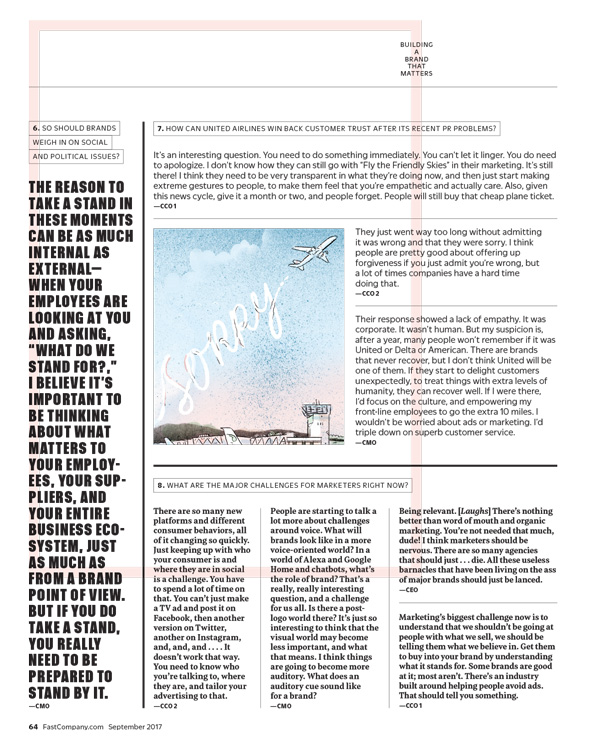 BUILDING
A
BRAND
THAT
MATTERS
6. SO SHOULD BRANDS
WEIGH IN ON SOCIAL
AND POLITICAL ISSUES?
THE REASON TO
TAKE A STAND IN
THESE MOMENTS
CAN BE AS MUCH
INTERNAL AS
EXTERNAL—
WHEN YOUR
EMPLOYEES ARE
LOOKING AT YOU
AND ASKING,
“WHAT DO WE
STAND FOR?,”
I BELIEVE IT’S
IMPORTANT TO
BE THINKING
ABOUT WHAT
MATTERS TO
YOUR EMPLOY-
EES, YOUR SUP-
PLIERS, AND
YOUR ENTIRE
BUSINESS ECO-
SYSTEM, JUST
AS MUCH AS
FROM A BRAND
POINT OF VIEW.
BUT IF YOU DO
TAKE A STAND,
YOU REALLY
NEED TO BE
PREPARED TO
STAND BY IT.
—CMO
7. HOW CAN UNITED AIRLINES WIN BACK CUSTOMER TRUST AFTER ITS RECENT PR PROBLEMS?
It’s an interesting question. You need to do something immediately. You can’t let it linger. You do need
to apologize. I don’t know how they can still go with “Fly the Friendly Skies” in their marketing. It’s still
there! I think they need to be very transparent in what they’re doing now, and then just start making
extreme gestures to people, to make them feel that you’re empathetic and actually care. Also, given
this news cycle, give it a month or two, and people forget. People will still buy that cheap plane ticket.
—CCO 1
Sorry
They just went way too long without admitting
it was wrong and that they were sorry. I think
people are pretty good about offering up
forgiveness if you just admit you’re wrong, but
a lot of times companies have a hard time
doing that.
—CCO 2
Their response showed a lack of empathy. It was
corporate. It wasn’t human. But my suspicion is,
after a year, many people won’t remember if it was
United or Delta or American. There are brands
that never recover, but I don’t think United will be
one of them. If they start to delight customers
unexpectedly, to treat things with extra levels of
humanity, they can recover well. If I were there,
I’d focus on the culture, and empowering my
front-line employees to go the extra 10 miles. I
wouldn’t be worried about ads or marketing. I’d
triple down on superb customer service.
—CMO
8. WHAT ARE THE MAJOR CHALLENGES FOR MARKETERS RIGHT NOW?
There are so many new
platforms and different
consumer behaviors, all
of it changing so quickly.
Just keeping up with who
your consumer is and
where they are in social
is a challenge. You have
to spend a lot of time on
that. You can’t just make
a TV ad and post it on
Facebook, then another
version on Twitter,
another on Instagram,
and, and, and . . . . It
doesn’t work that way.
You need to know who
you’re talking to, where
they are, and tailor your
advertising to that.
—CCO 2
People are starting to talk a
lot more about challenges
around voice. What will
brands look like in a more
voice-oriented world? In a
world of Alexa and Google
Home and chatbots, what’s
the role of brand? That’s a
really, really interesting
question, and a challenge
for us all. Is there a post-
logo world there? It’s just so
interesting to think that the
visual world may become
less important, and what
that means. I think things
are going to become more
auditory. What does an
auditory cue sound like
for a brand?
—CMO
Being relevant. [Laughs] There’s nothing
better than word of mouth and organic
marketing. You’re not needed that much,
dude! I think marketers should be
nervous. There are so many agencies
that should just . . . die. All these useless
barnacles that have been living on the ass
of major brands should just be lanced.
—CEO
Marketing’s biggest challenge now is to
understand that we shouldn’t be going at
people with what we sell, we should be
telling them what we believe in. Get them
to buy into your brand by understanding
what it stands for. Some brands are good
at it; most aren’t. There’s an industry
built around helping people avoid ads.
That should tell you something.
—CCO 1
64 FastCompany.com September 2017